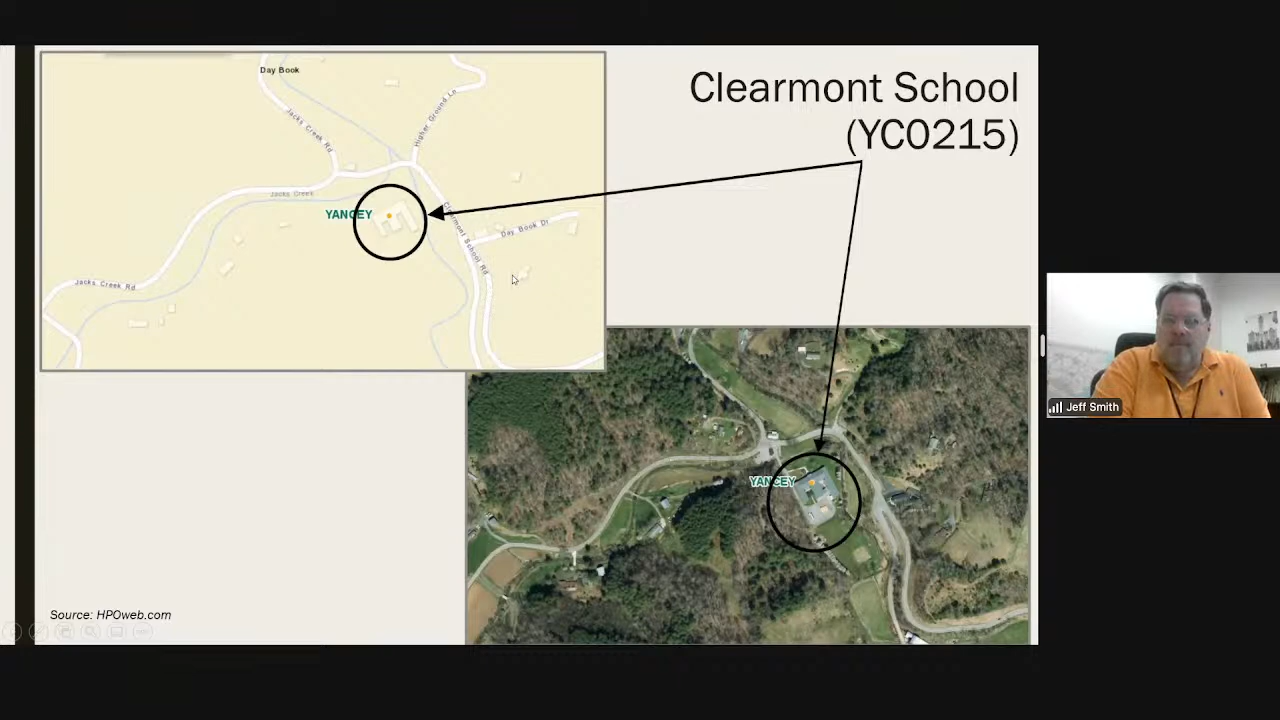 Clearmont School
(YC0215)
Day Book
Jacks Creek Rd
Higher Ground Ln
Jacks Creek
YANCEY
Clearmont School Rd
Day Book Dr
Jacks Creek Rd
YANCEY
Jeff Smith
Source: HPOweb.com